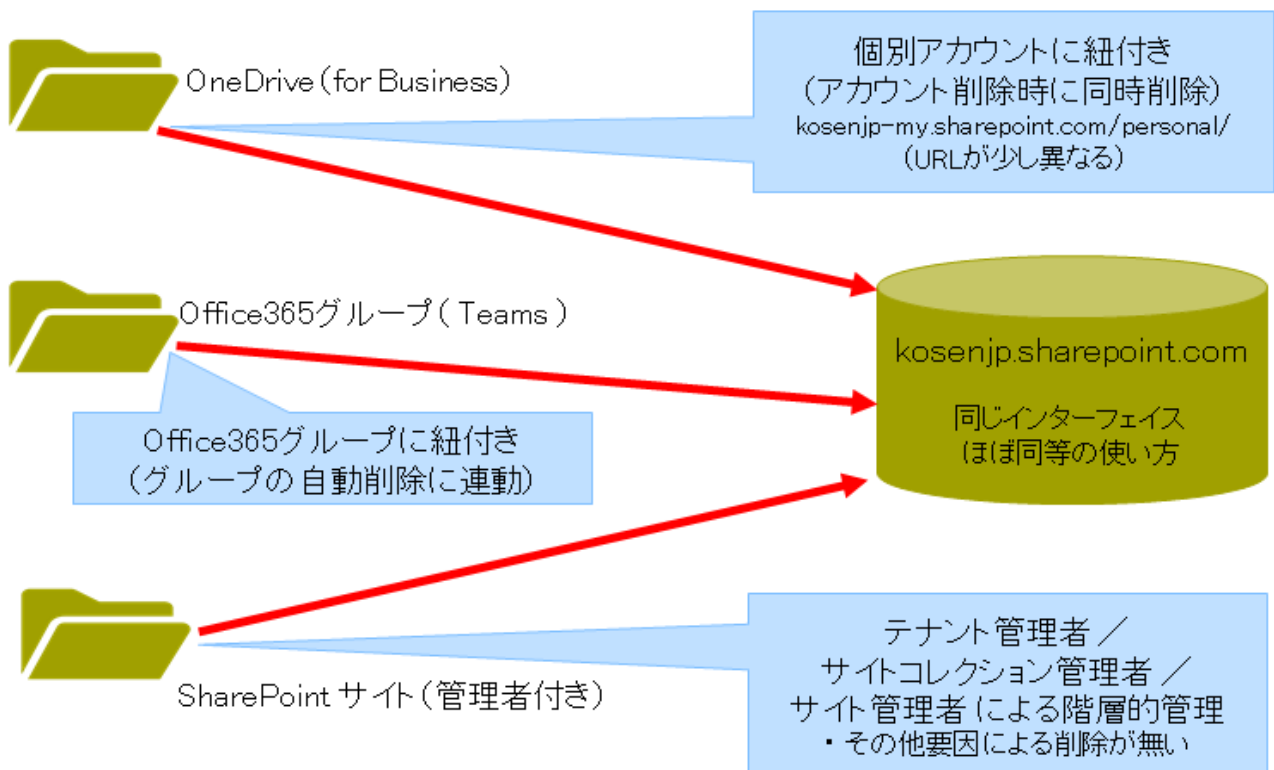 OneDrive(for Business)
個別アカウントに紐付き
(アカウント削除時に同時削除)
kosenjp-my.sharepoint.com/personal/
(URLが少し異なる)
Office365グループ( Teams )
Office365グループに紐付き
(グループの自動削除に連動)
kosenjp.sharepoint.com
同じインターフェイス
ほぼ同等の使い方
SharePoint サイト(管理者付き)
テナント管理者 /
サイトコレクション管理者 /
サイト管理者 による階層的管理
・その他要因による削除が無い